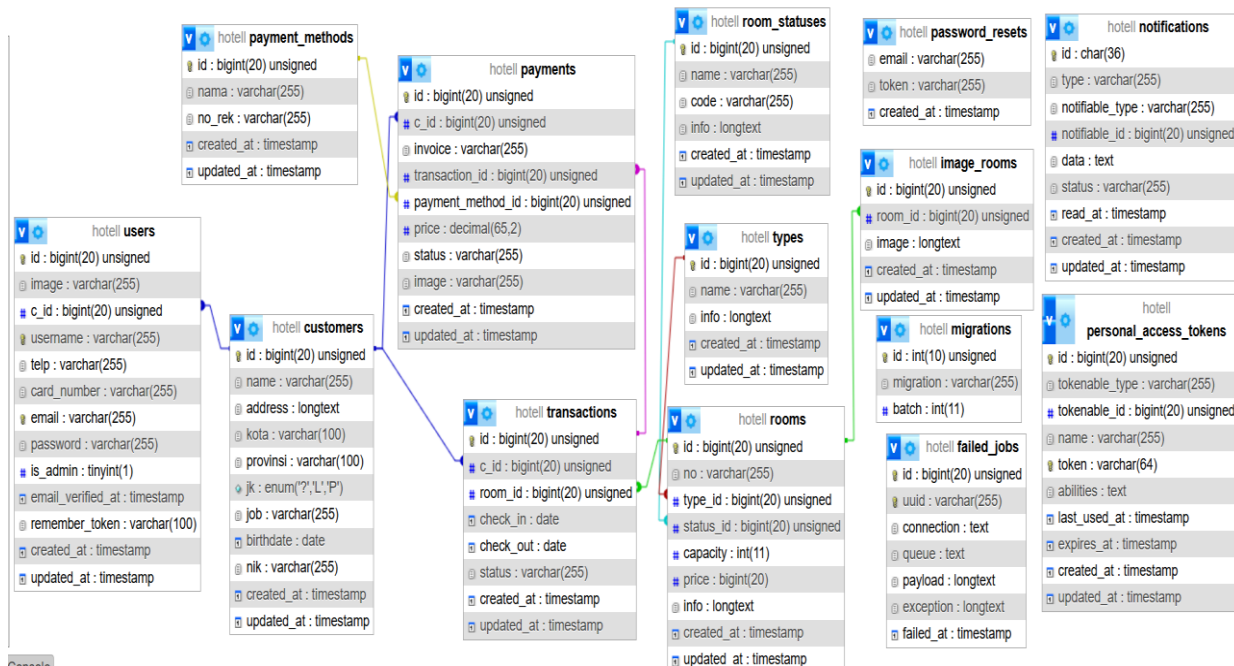 hotell payment_methods
id : bigint(20) unsigned
nama : varchar(255)
no_rek : varchar(255)
created_at : timestamp
updated_at : timestamp
hotell payments
id : bigint(20) unsigned
c_id : bigint(20) unsigned
invoice : varchar(255)
transaction_id : bigint(20) unsigned
payment_method_id : bigint(20) unsigned
price : decimal(65,2)
status : varchar(255)
image : varchar(255)
created_at : timestamp
updated_at : timestamp
hotell room_statuses
id : bigint(20) unsigned
name : varchar(255)
code : varchar(255)
info : longtext
created_at : timestamp
updated_at : timestamp
hotell password_resets
email : varchar(255)
token : varchar(255)
created_at : timestamp
hotell notifications
id : char(36)
type : varchar(255)
notifiable_type : varchar(255)
notifiable_id : bigint(20) unsigned
data : text
status : varchar(255)
read_at : timestamp
created_at : timestamp
updated_at : timestamp
hotell users
id : bigint(20) unsigned
image : varchar(255)
c_id : bigint(20) unsigned
username : varchar(255)
telp : varchar(255)
card_number : varchar(255)
email : varchar(255)
password : varchar(255)
is_admin : tinyint(1)
email_verified_at : timestamp
remember_token : varchar(100)
created_at : timestamp
updated_at : timestamp
hotell customers
id : bigint(20) unsigned
name : varchar(255)
address : longtext
kota : varchar(100)
provinsi : varchar(100)
jk : enum('?','L','P')
job : varchar(255)
birthdate : date
nik : varchar(255)
created_at : timestamp
updated_at : timestamp
hotell transactions
id : bigint(20) unsigned
c_id : bigint(20) unsigned
room_id : bigint(20) unsigned
check_in : date
check_out : date
status : varchar(255)
created_at : timestamp
updated_at : timestamp
hotell types
id : bigint(20) unsigned
name : varchar(255)
info : longtext
created_at : timestamp
updated_at : timestamp
hotell rooms
id : bigint(20) unsigned
no : varchar(255)
type_id : bigint(20) unsigned
status_id : bigint(20) unsigned
capacity : int(11)
price : bigint(20)
info : longtext
created_at : timestamp
updated_at : timestamp
hotell image_rooms
id : bigint(20) unsigned
room_id : bigint(20) unsigned
image : longtext
created_at : timestamp
updated_at : timestamp
hotell migrations
id : int(10) unsigned
migration : varchar(255)
batch : int(11)
hotell failed_jobs
id : bigint(20) unsigned
uuid : varchar(255)
connection : text
queue : text
payload : longtext
exception : longtext
failed_at : timestamp
hotell
personal_access_tokens
id : bigint(20) unsigned
tokenable_type : varchar(255)
tokenable_id : bigint(20) unsigned
name : varchar(255)
token : varchar(64)
abilities : text
last_used_at : timestamp
expires_at : timestamp
created_at : timestamp
updated_at : timestamp
Console